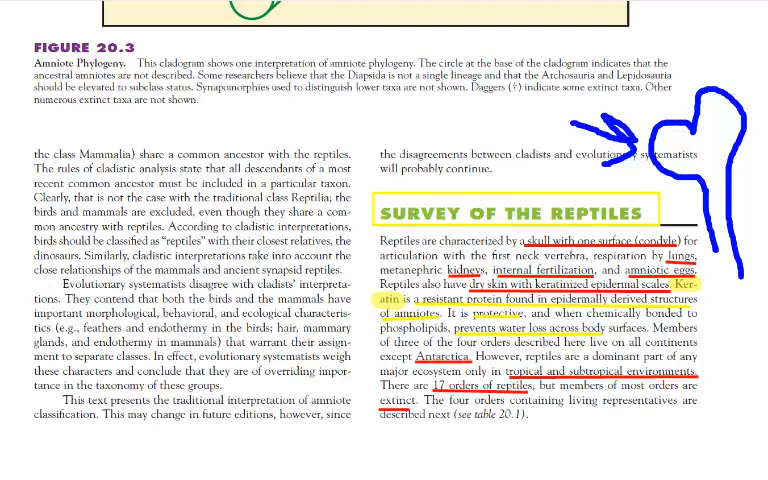 FIGURE 20.3
Amniote Phylogeny. This cladogram shows one interpretation of amniote phylogeny. The circle at the base of the cladogram indicates that the
ancestral amniotes are not described. Some researchers believe that the Diapsida is not a single lineage and that the Archosauria and Lepidosauria
should be elevated to subclass status. Synapomorphies used to distinguish lower taxa are not shown. Daggers (†) indicate some extinct taxa. Other
numerous extinct taxa are not shown.
the class Mammalia) share a common ancestor with the reptiles.
The rules of cladistic analysis state that all descendants of a most
recent common ancestor must be included in a particular taxon.
Clearly, that is not the case with the traditional class Reptilia; the
birds and mammals are excluded, even though they share a com-
mon ancestry with reptiles. According to cladistic interpretations,
birds should be classified as “reptiles” with their closest relatives, the
dinosaurs. Similarly, cladistic interpretations take into account the
close relationships of the mammals and ancient synapsid reptiles.
Evolutionary systematists disagree with cladists’ interpreta-
tions. They contend that both the birds and the mammals have
important morphological, behavioral, and ecological characteris-
tics (e.g., feathers and endothermy in the birds; hair, mammary
glands, and endothermy in mammals) that warrant their assign-
ment to separate classes. In effect, evolutionary systematists weigh
these characters and conclude that they are of overriding impor-
tance in the taxonomy of these groups.
This text presents the traditional interpretation of amniote
classification. This may change in future editions, however, since
the disagreements between cladists and evolutionary systematists
will probably continue.
SURVEY OF THE REPTILES
Reptiles are characterized by a skull with one surface (condyle) for
articulation with the first neck vertebra, respiration by lungs,
metanephric kidneys, internal fertilization, and amniotic eggs.
Reptiles also have dry skin with keratinized epidermal scales. Ker-
atin is a resistant protein found in epidermally derived structures
of amniotes. It is protective, and when chemically bonded to
phospholipids, prevents water loss across body surfaces. Members
of three of the four orders described here live on all continents
except Antarctica. However, reptiles are a dominant part of any
major ecosystem only in tropical and subtropical environments.
There are 17 orders of reptiles, but members of most orders are
extinct. The four orders containing living representatives are
described next (see table 20.1).